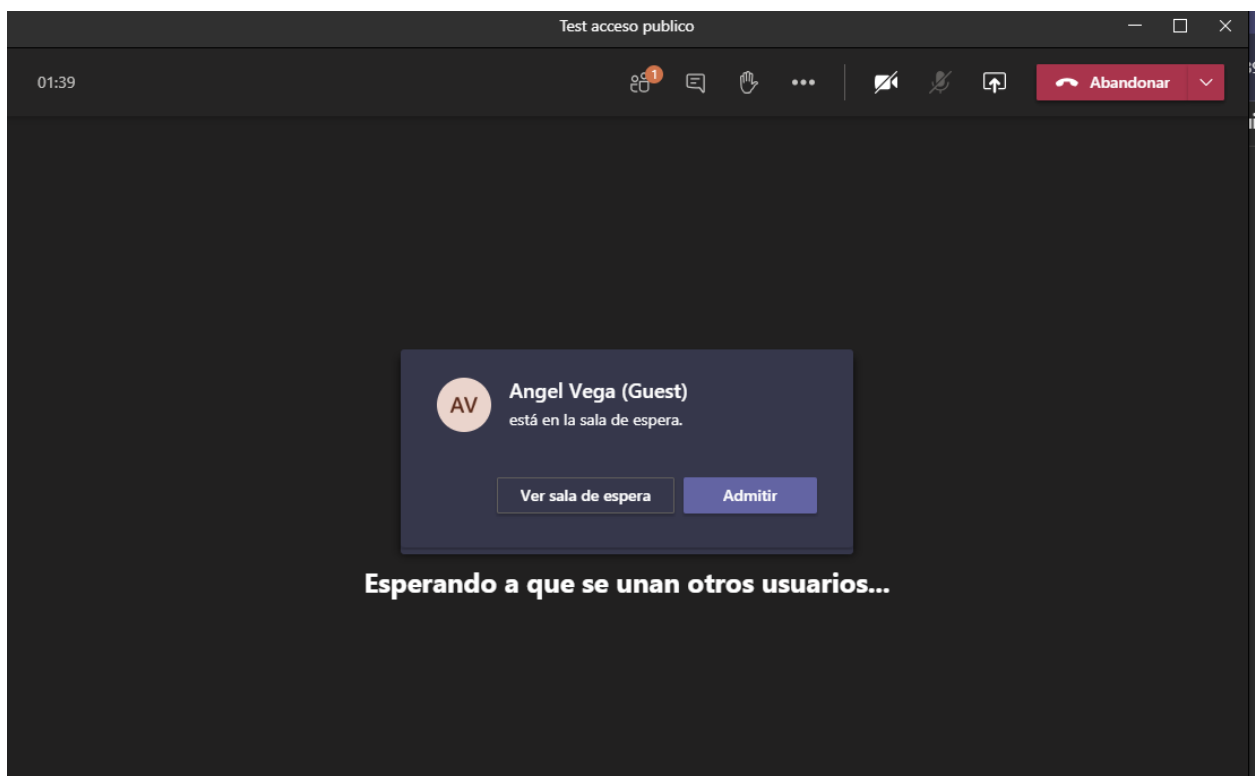 Test acceso publico
01:39
1
Abandonar
AV
Angel Vega (Guest)
está en la sala de espera.
Ver sala de espera
Admitir
Esperando a que se unan otros usuarios...